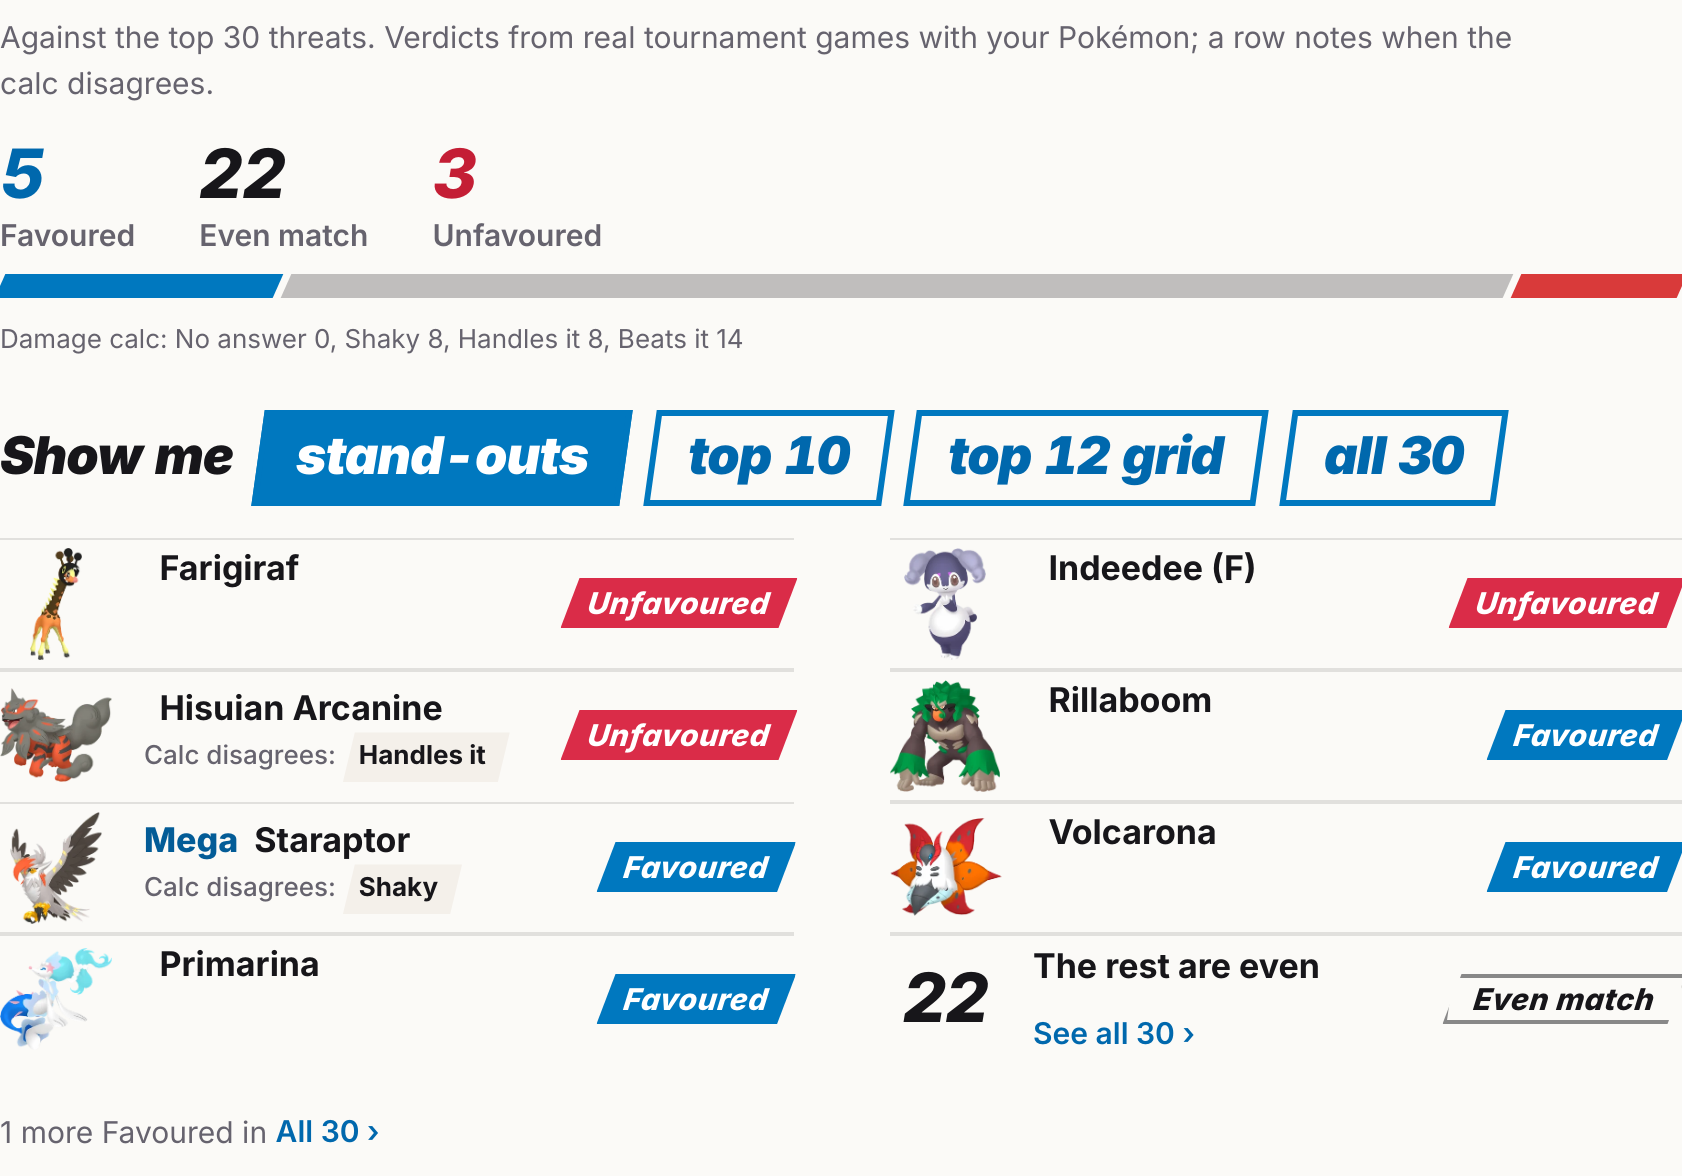 Against the top 30 threats. Verdicts from real tournament games with your Pokémon; a row notes when the
calc disagrees.
5
Favoured
22
Even match
3
Unfavoured
Damage calc: No answer 0, Shaky 8, Handles it 8, Beats it 14
Show me
stand-outs
top 10
top 12 grid
all 30
Farigiraf
Unfavoured
Indeedee (F)
Unfavoured
Hisuian Arcanine
Calc disagrees: Handles it
Unfavoured
Rillaboom
Favoured
Mega Staraptor
Calc disagrees: Shaky
Favoured
Volcarona
Favoured
Primarina
Favoured
22
The rest are even
See all 30 ›
Even match
1 more Favoured in All 30 ›